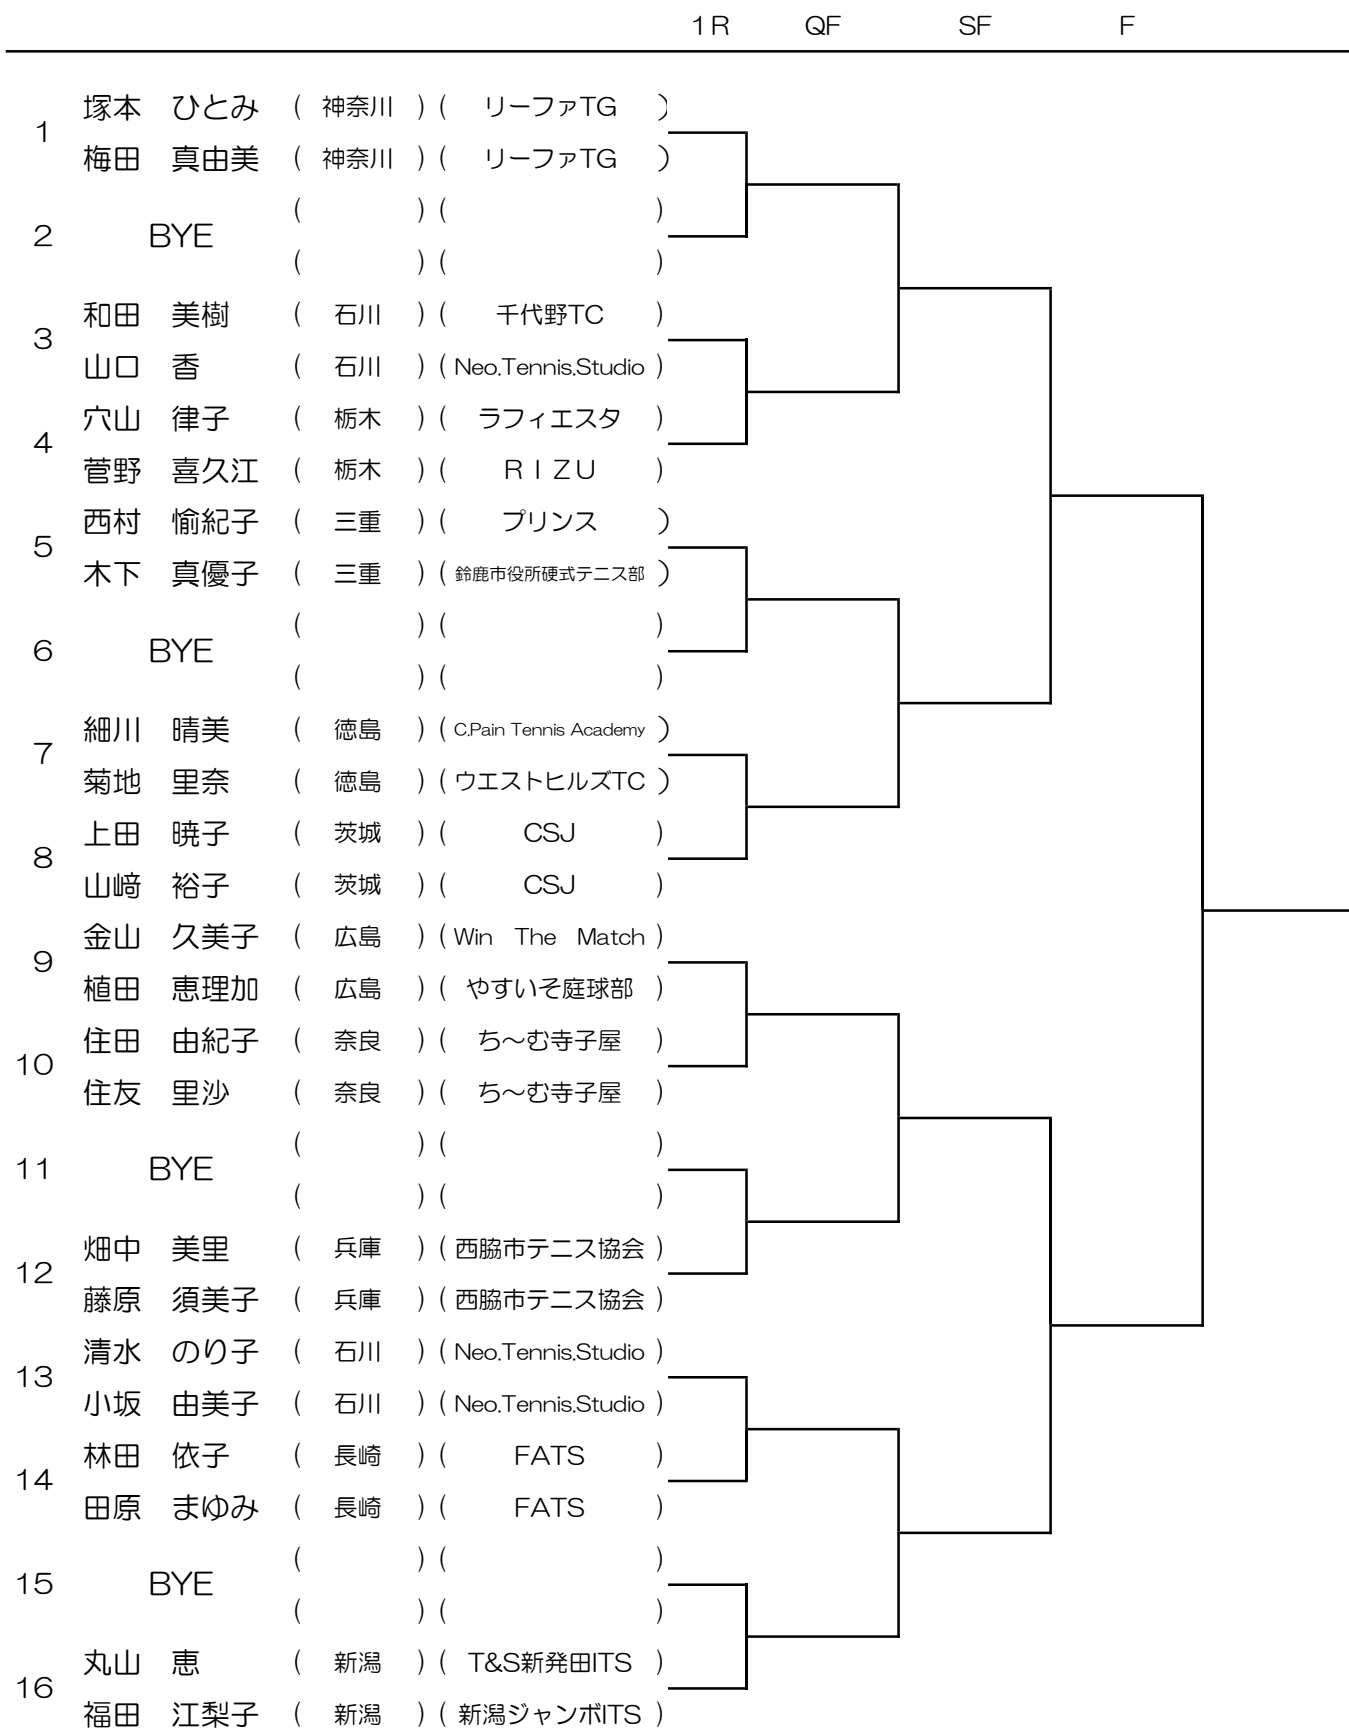 1R QF SF F
塚本 ひとみ ( 神奈川 ) ( リーファTG )
1
梅田 真由美 ( 神奈川 ) ( リーファTG )
( ) ( )
2 BYE
( ) ( )
和田 美樹 ( 石川 ) ( 千代野TC )
3
山口 香 ( 石川 ) ( Neo.Tennis.Studio )
穴山 律子 ( 栃木 ) ( ラフィエスタ )
4
菅野 喜久江 ( 栃木 ) ( RIZU )
西村 愉紀子 ( 三重 ) ( プリンス )
5
木下 真優子 ( 三重 ) ( 鈴鹿市役所硬式テニス部 )
( ) ( )
6 BYE
( ) ( )
細川 晴美 ( 徳島 ) ( C.Pain Tennis Academy )
7
菊地 里奈 ( 徳島 ) ( ウエストヒルズTC )
上田 暁子 ( 茨城 ) ( CSJ )
8
山﨑 裕子 ( 茨城 ) ( CSJ )
金山 久美子 ( 広島 ) ( Win The Match )
9
植田 恵理加 ( 広島 ) ( やすいそ庭球部 )
住田 由紀子 ( 奈良 ) ( ち～む寺子屋 )
10
住友 里沙 ( 奈良 ) ( ち～む寺子屋 )
( ) ( )
11 BYE
( ) ( )
畑中 美里 ( 兵庫 ) ( 西脇市テニス協会 )
12
藤原 須美子 ( 兵庫 ) ( 西脇市テニス協会 )
清水 のり子 ( 石川 ) ( Neo.Tennis.Studio )
13
小坂 由美子 ( 石川 ) ( Neo.Tennis.Studio )
林田 依子 ( 長崎 ) ( FATS )
14
田原 まゆみ ( 長崎 ) ( FATS )
( ) ( )
15 BYE
( ) ( )
丸山 恵 ( 新潟 ) ( T&S新発田ITS )
16
福田 江梨子 ( 新潟 ) ( 新潟ジャンボITS )